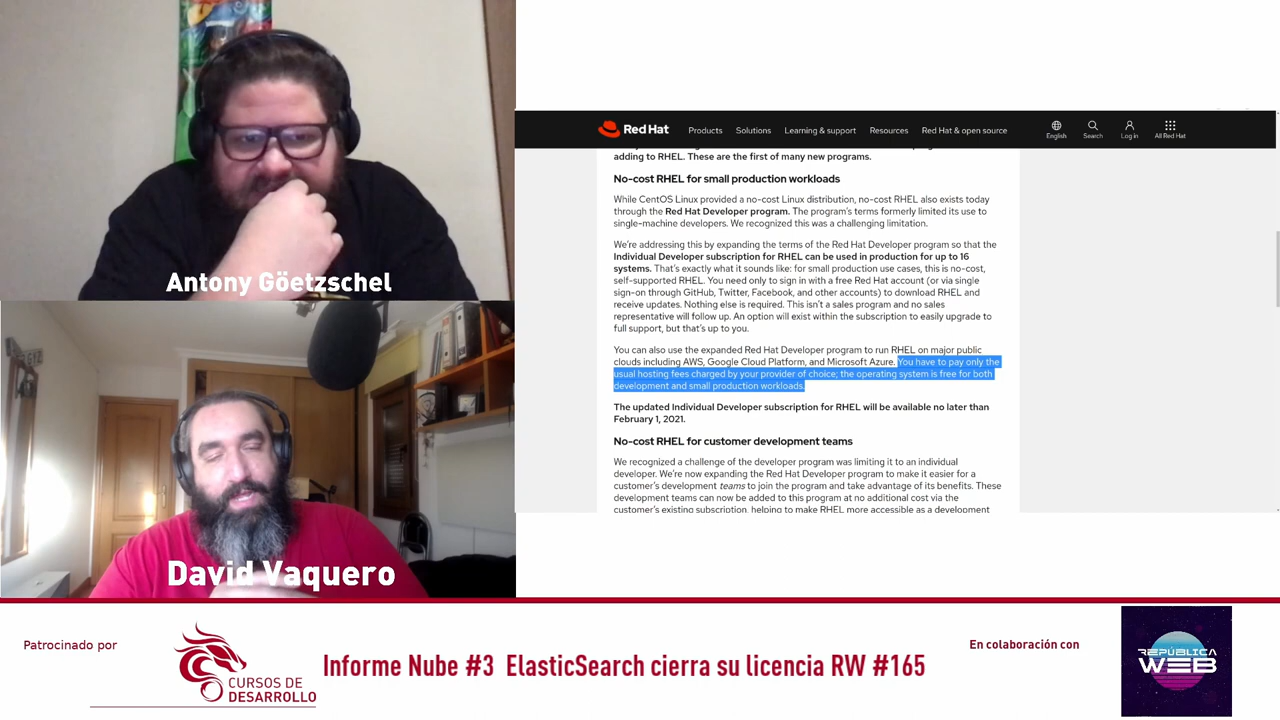 Antony Göetzschel
David Vaquero
Red Hat
Products
Solutions
Learning & support
Resources
Red Hat & open source
English
Search
Log in
All Red Hat
adding to RHEL. These are the first of many new programs.
No-cost RHEL for small production workloads
While CentOS Linux provided a no-cost Linux distribution, no-cost RHEL also exists today
through the Red Hat Developer program. The program's terms formerly limited its use to
single-machine developers. We recognized this was a challenging limitation.
We're addressing this by expanding the terms of the Red Hat Developer program so that the
Individual Developer subscription for RHEL can be used in production for up to 16
systems. That's exactly what it sounds like: for small production use cases, this is no-cost,
self-supported RHEL. You need only to sign in with a free Red Hat account (or via single
sign-on through GitHub, Twitter, Facebook, and other accounts) to download RHEL and
receive updates. Nothing else is required. This isn't a sales program and no sales
representative will follow up. An option will exist within the subscription to easily upgrade to
full support, but that's up to you.
You can also use the expanded Red Hat Developer program to run RHEL on major public
clouds including AWS, Google Cloud Platform, and Microsoft Azure. You have to pay only the
usual hosting fees charged by your provider of choice; the operating system is free for both
development and small production workloads.
The updated Individual Developer subscription for RHEL will be available no later than
February 1, 2021.
No-cost RHEL for customer development teams
We recognized a challenge of the developer program was limiting it to an individual
developer. We're now expanding the Red Hat Developer program to make it easier for a
customer's development teams to join the program and take advantage of its benefits. These
development teams can now be added to this program at no additional cost via the
customer's existing subscription, helping to make RHEL more accessible as a development
Patrocinado por
CURSOS DE
DESARROLLO
Informe Nube #3 ElasticSearch cierra su licencia RW #165
En colaboración con
REPÚBLICA
WEB